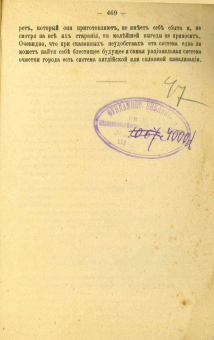 — 469 —
ретъ, который она приготовляютъ, не имѣетъ себѣ сбыта и, не
смотря на всѣ ихъ старанія, ни малѣйшей выгоды не приноситъ.
Очевидно, что при сказанныхъ неудобствахъ эта система едва ли
можетъ найти себѣ блестящее будущее и самая раціональная система
очистки города есть система англійской или сплавной канализаціи.
47